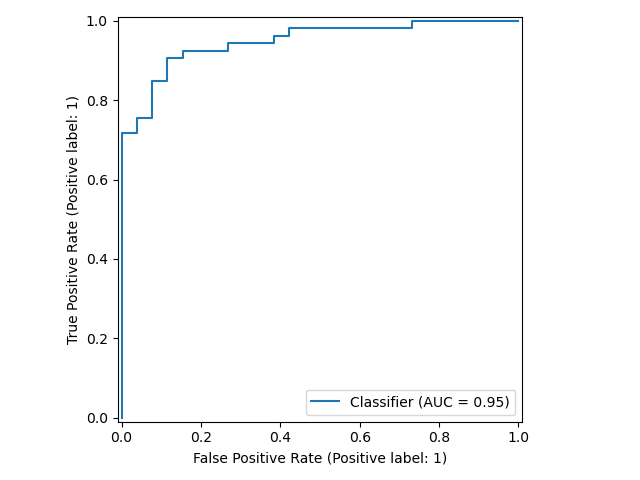 1.0
0.8
0.6
0.4
0.2
0.0
True Positive Rate (Positive label: 1)
Classifier (AUC = 0.95)
0.0 0.2 0.4 0.6 0.8 1.0
False Positive Rate (Positive label: 1)